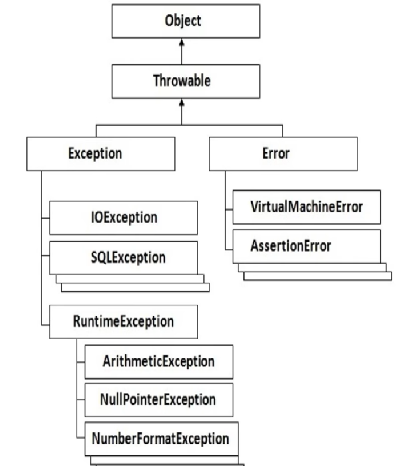 Object
Throwable
Exception
Error
IOException
SQLException
RuntimeException
ArithmeticException
NullPointerException
NumberFormatException
VirtualMachineError
AssertionError